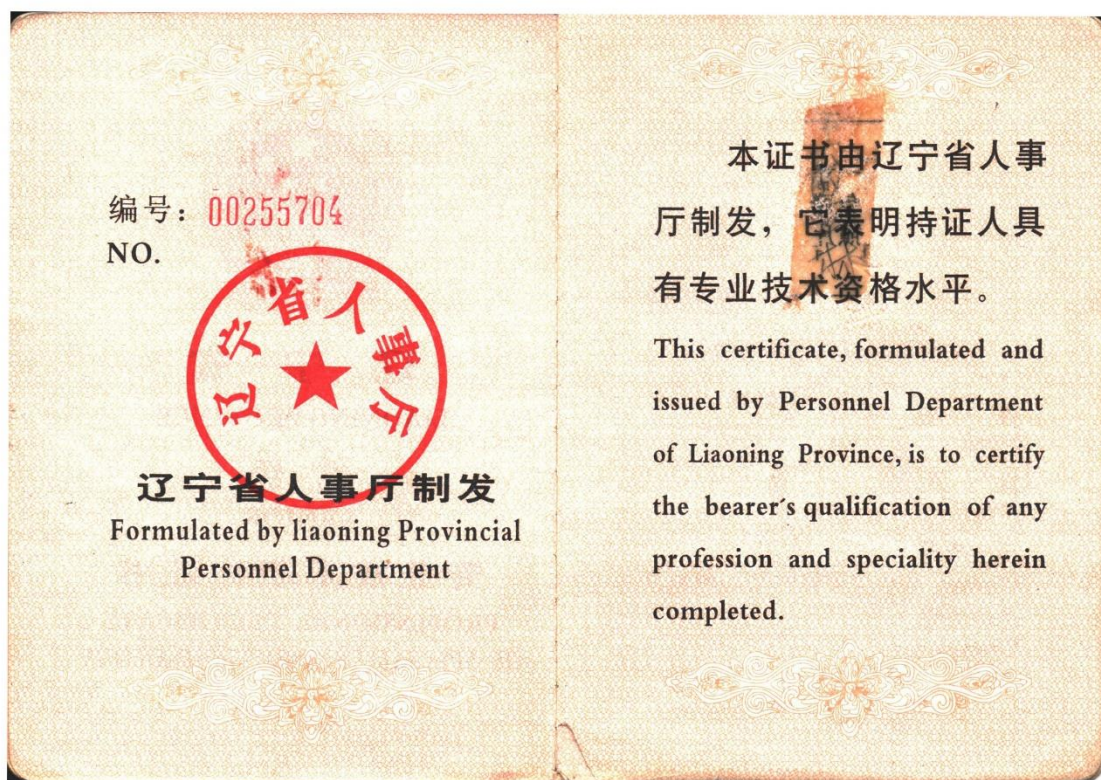 编号：00255704
NO.
辽宁省人事厅
辽宁省人事厅制发
Formulated by liaoning Provincial
Personnel Department
本证书由辽宁省人事
厅制发，它表明持证人具
有专业技术资格水平。
This certificate, formulated and
issued by Personnel Department
of Liaoning Province, is to certify
the bearer's qualification of any
profession and speciality herein
completed.